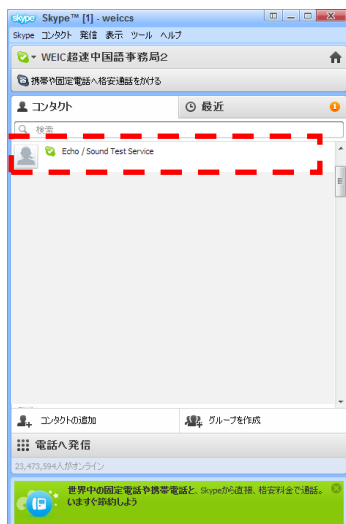 skype Skype™ [1] - weiccs
Skype コンタクト 発信 表示 ツール ヘルプ
WEIC超速中国語事務局2
携帯や固定電話へ格安通話をかける
コンタクト
最近
1
検索
Echo / Sound Test Service
コンタクトの追加
グループを作成
電話へ発信
23,473,594人がオンライン
世界中の固定電話や携帯電話と、Skypeから直接、格安料金で通話。
いますぐ節約しよう